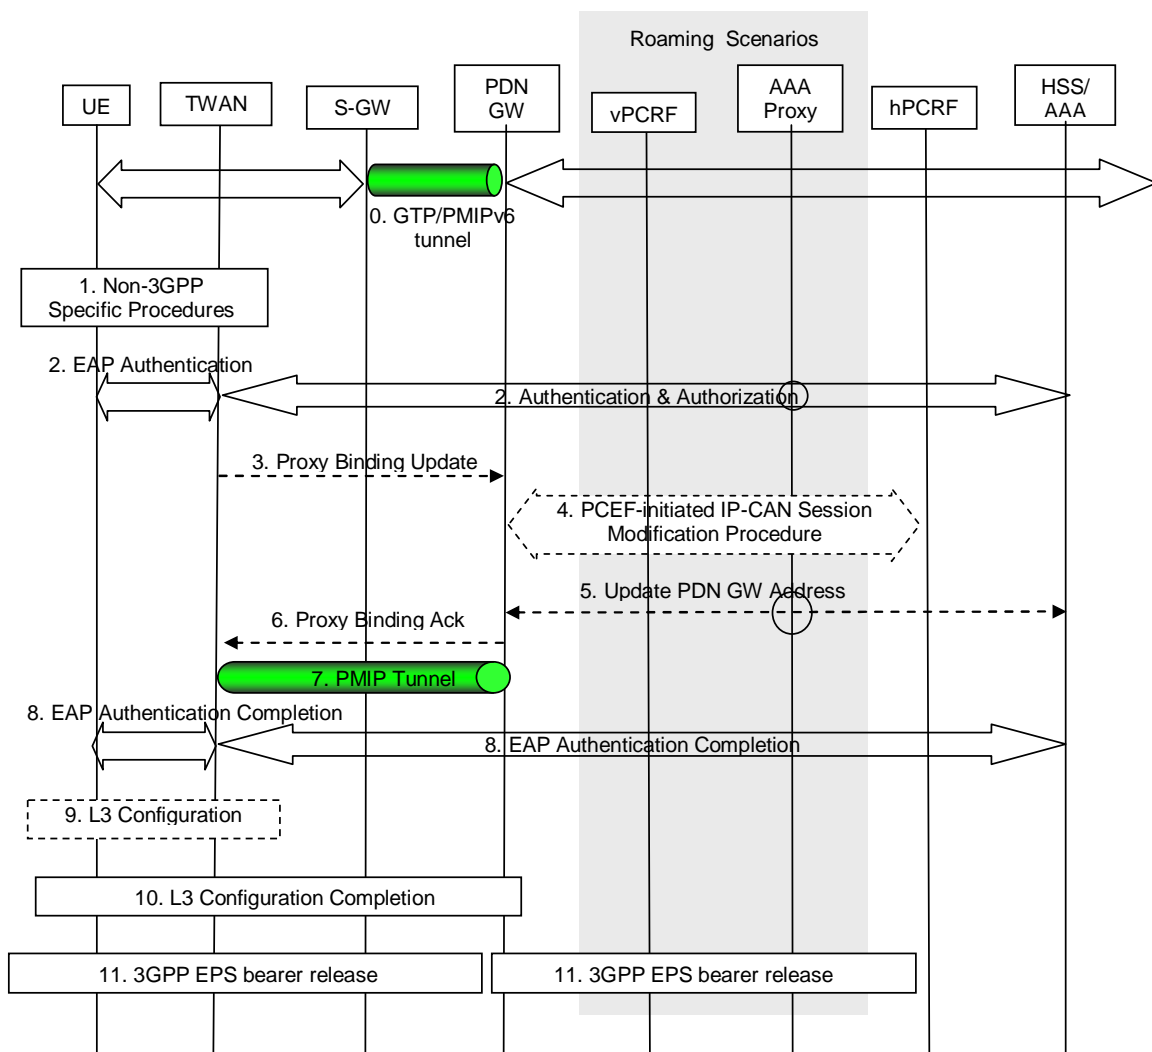 Roaming Scenarios
UE
TWAN
S-GW
PDN
GW
vPCRF
AAA
Proxy
hPCRF
HSS/
AAA
0. GTP/PMIPv6
tunnel
1. Non-3GPP
Specific Procedures
2. EAP Authentication
2. Authentication & Authorization
3. Proxy Binding Update
4. PCEF-initiated IP-CAN Session
Modification Procedure
5. Update PDN GW Address
6. Proxy Binding Ack
7. PMIP Tunnel
8. EAP Authentication Completion
8. EAP Authentication Completion
9. L3 Configuration
10. L3 Configuration Completion
11. 3GPP EPS bearer release
11. 3GPP EPS bearer release